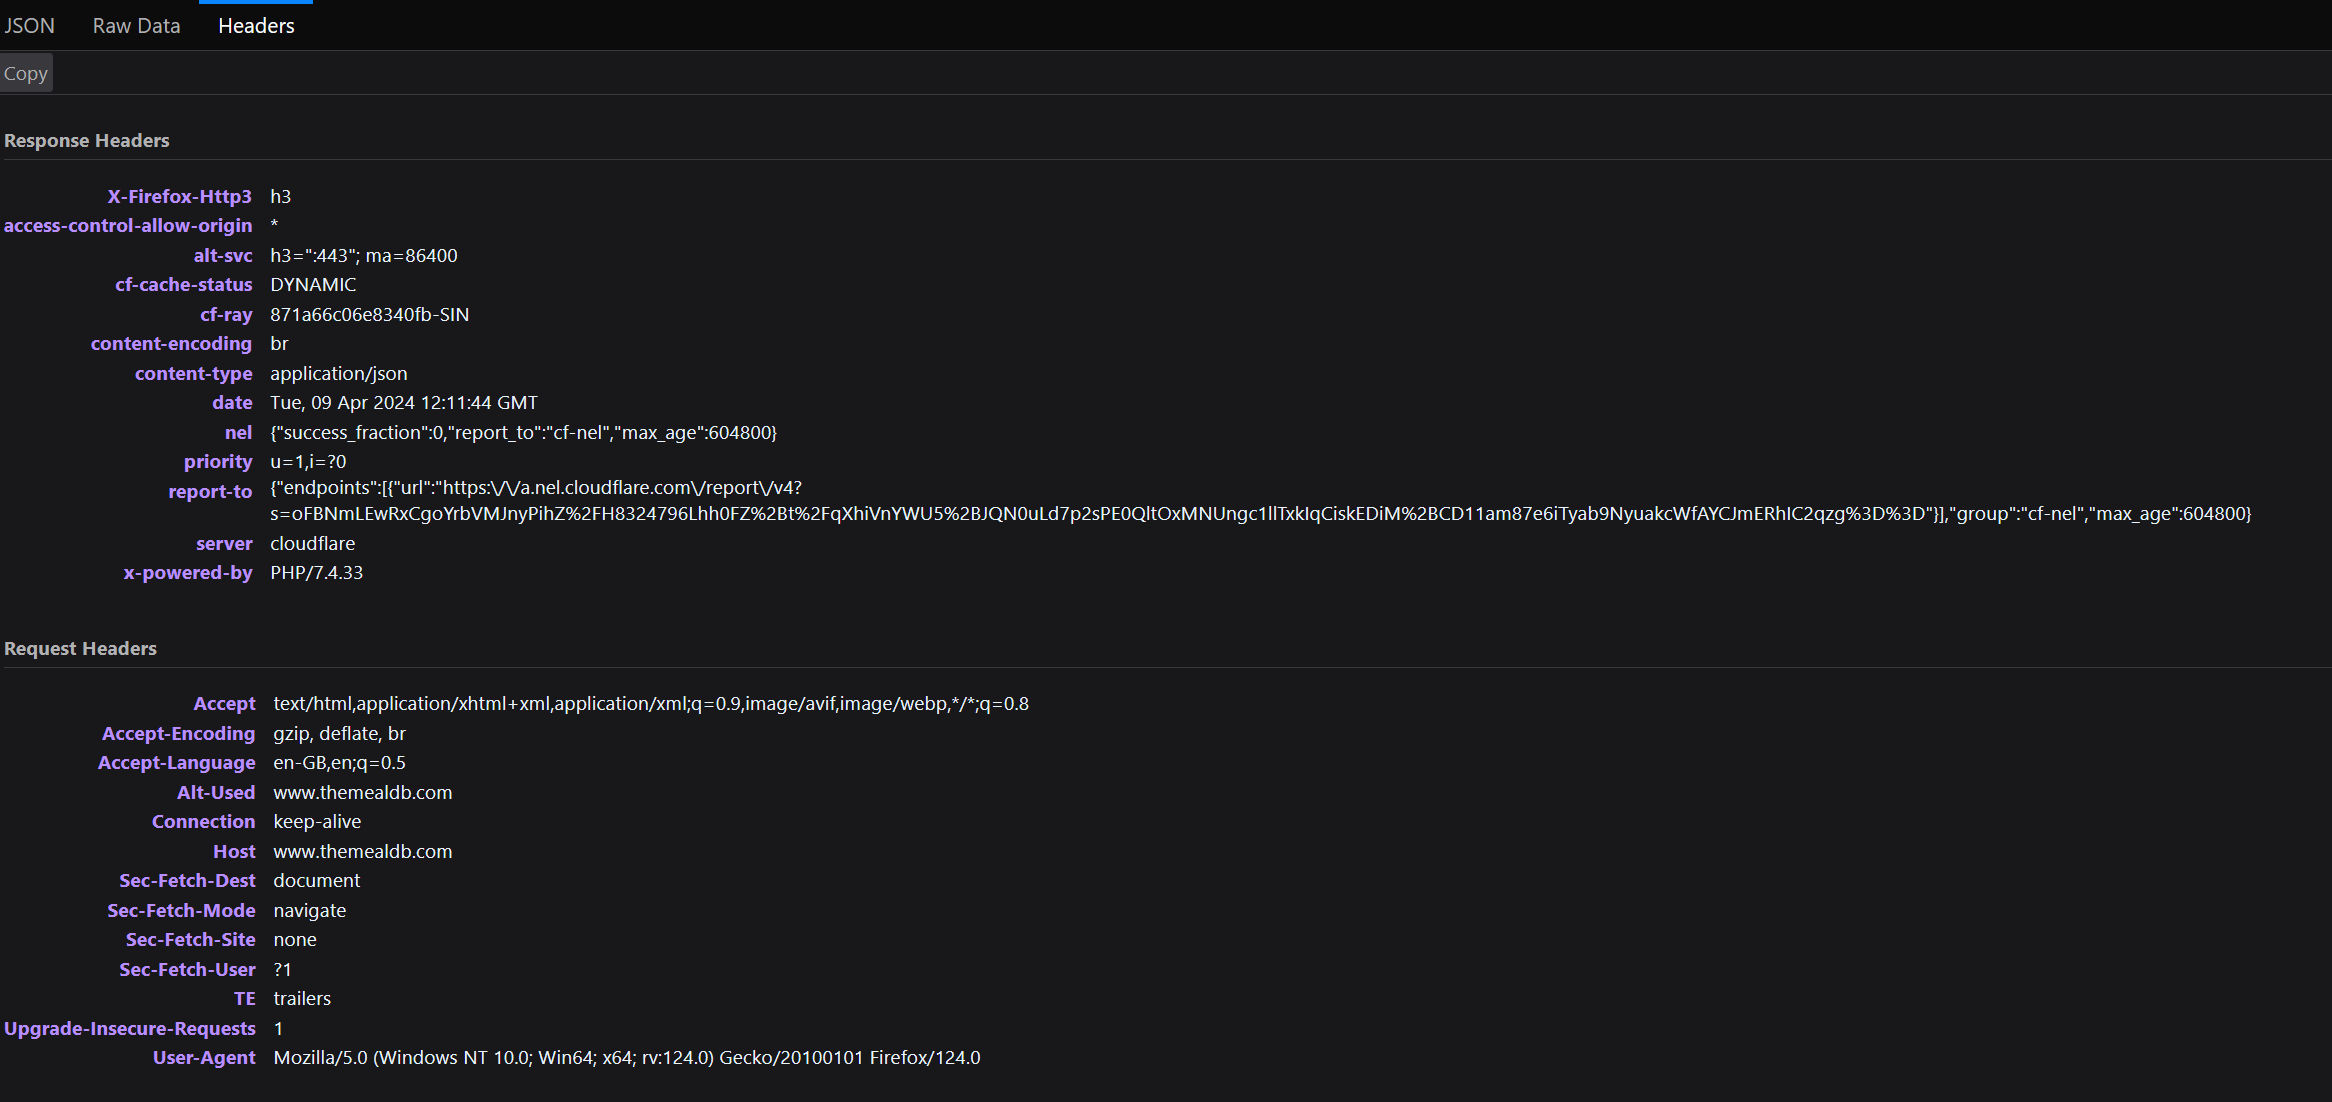 JSON Raw Data Headers
Copy
Response Headers
X-Firefox-Http3 h3
access-control-allow-origin *
alt-svc h3=":443"; ma=86400
cf-cache-status DYNAMIC
cf-ray 871a66c06e8340fb-SIN
content-encoding br
content-type application/json
date Tue, 09 Apr 2024 12:11:44 GMT
nel {"success_fraction":0,"report_to":"cf-nel","max_age":604800}
priority u=1,i=?0
report-to {"endpoints":[{"url":"https:\/\/a.nel.cloudflare.com\/report\/v4?
s=oFBNmLEwRxCgoYrbVMJnyPihZ%2FH8324796Lhh0FZ%2Bt%2FqXhiVnYWU5%2BJQN0uLd7p2sPE0QltOxMNUngc1llTxkIqCiskEDiM%2BCD11am87e6iTyab9NyuakcWfAYCJmERhIC2qzg%3D%3D"}],"group":"cf-nel","max_age":604800}
server cloudflare
x-powered-by PHP/7.4.33
Request Headers
Accept text/html,application/xhtml+xml,application/xml;q=0.9,image/avif,image/webp,*/*;q=0.8
Accept-Encoding gzip, deflate, br
Accept-Language en-GB,en;q=0.5
Alt-Used www.themealdb.com
Connection keep-alive
Host www.themealdb.com
Sec-Fetch-Dest document
Sec-Fetch-Mode navigate
Sec-Fetch-Site none
Sec-Fetch-User ?1
TE trailers
Upgrade-Insecure-Requests 1
User-Agent Mozilla/5.0 (Windows NT 10.0; Win64; x64; rv:124.0) Gecko/20100101 Firefox/124.0